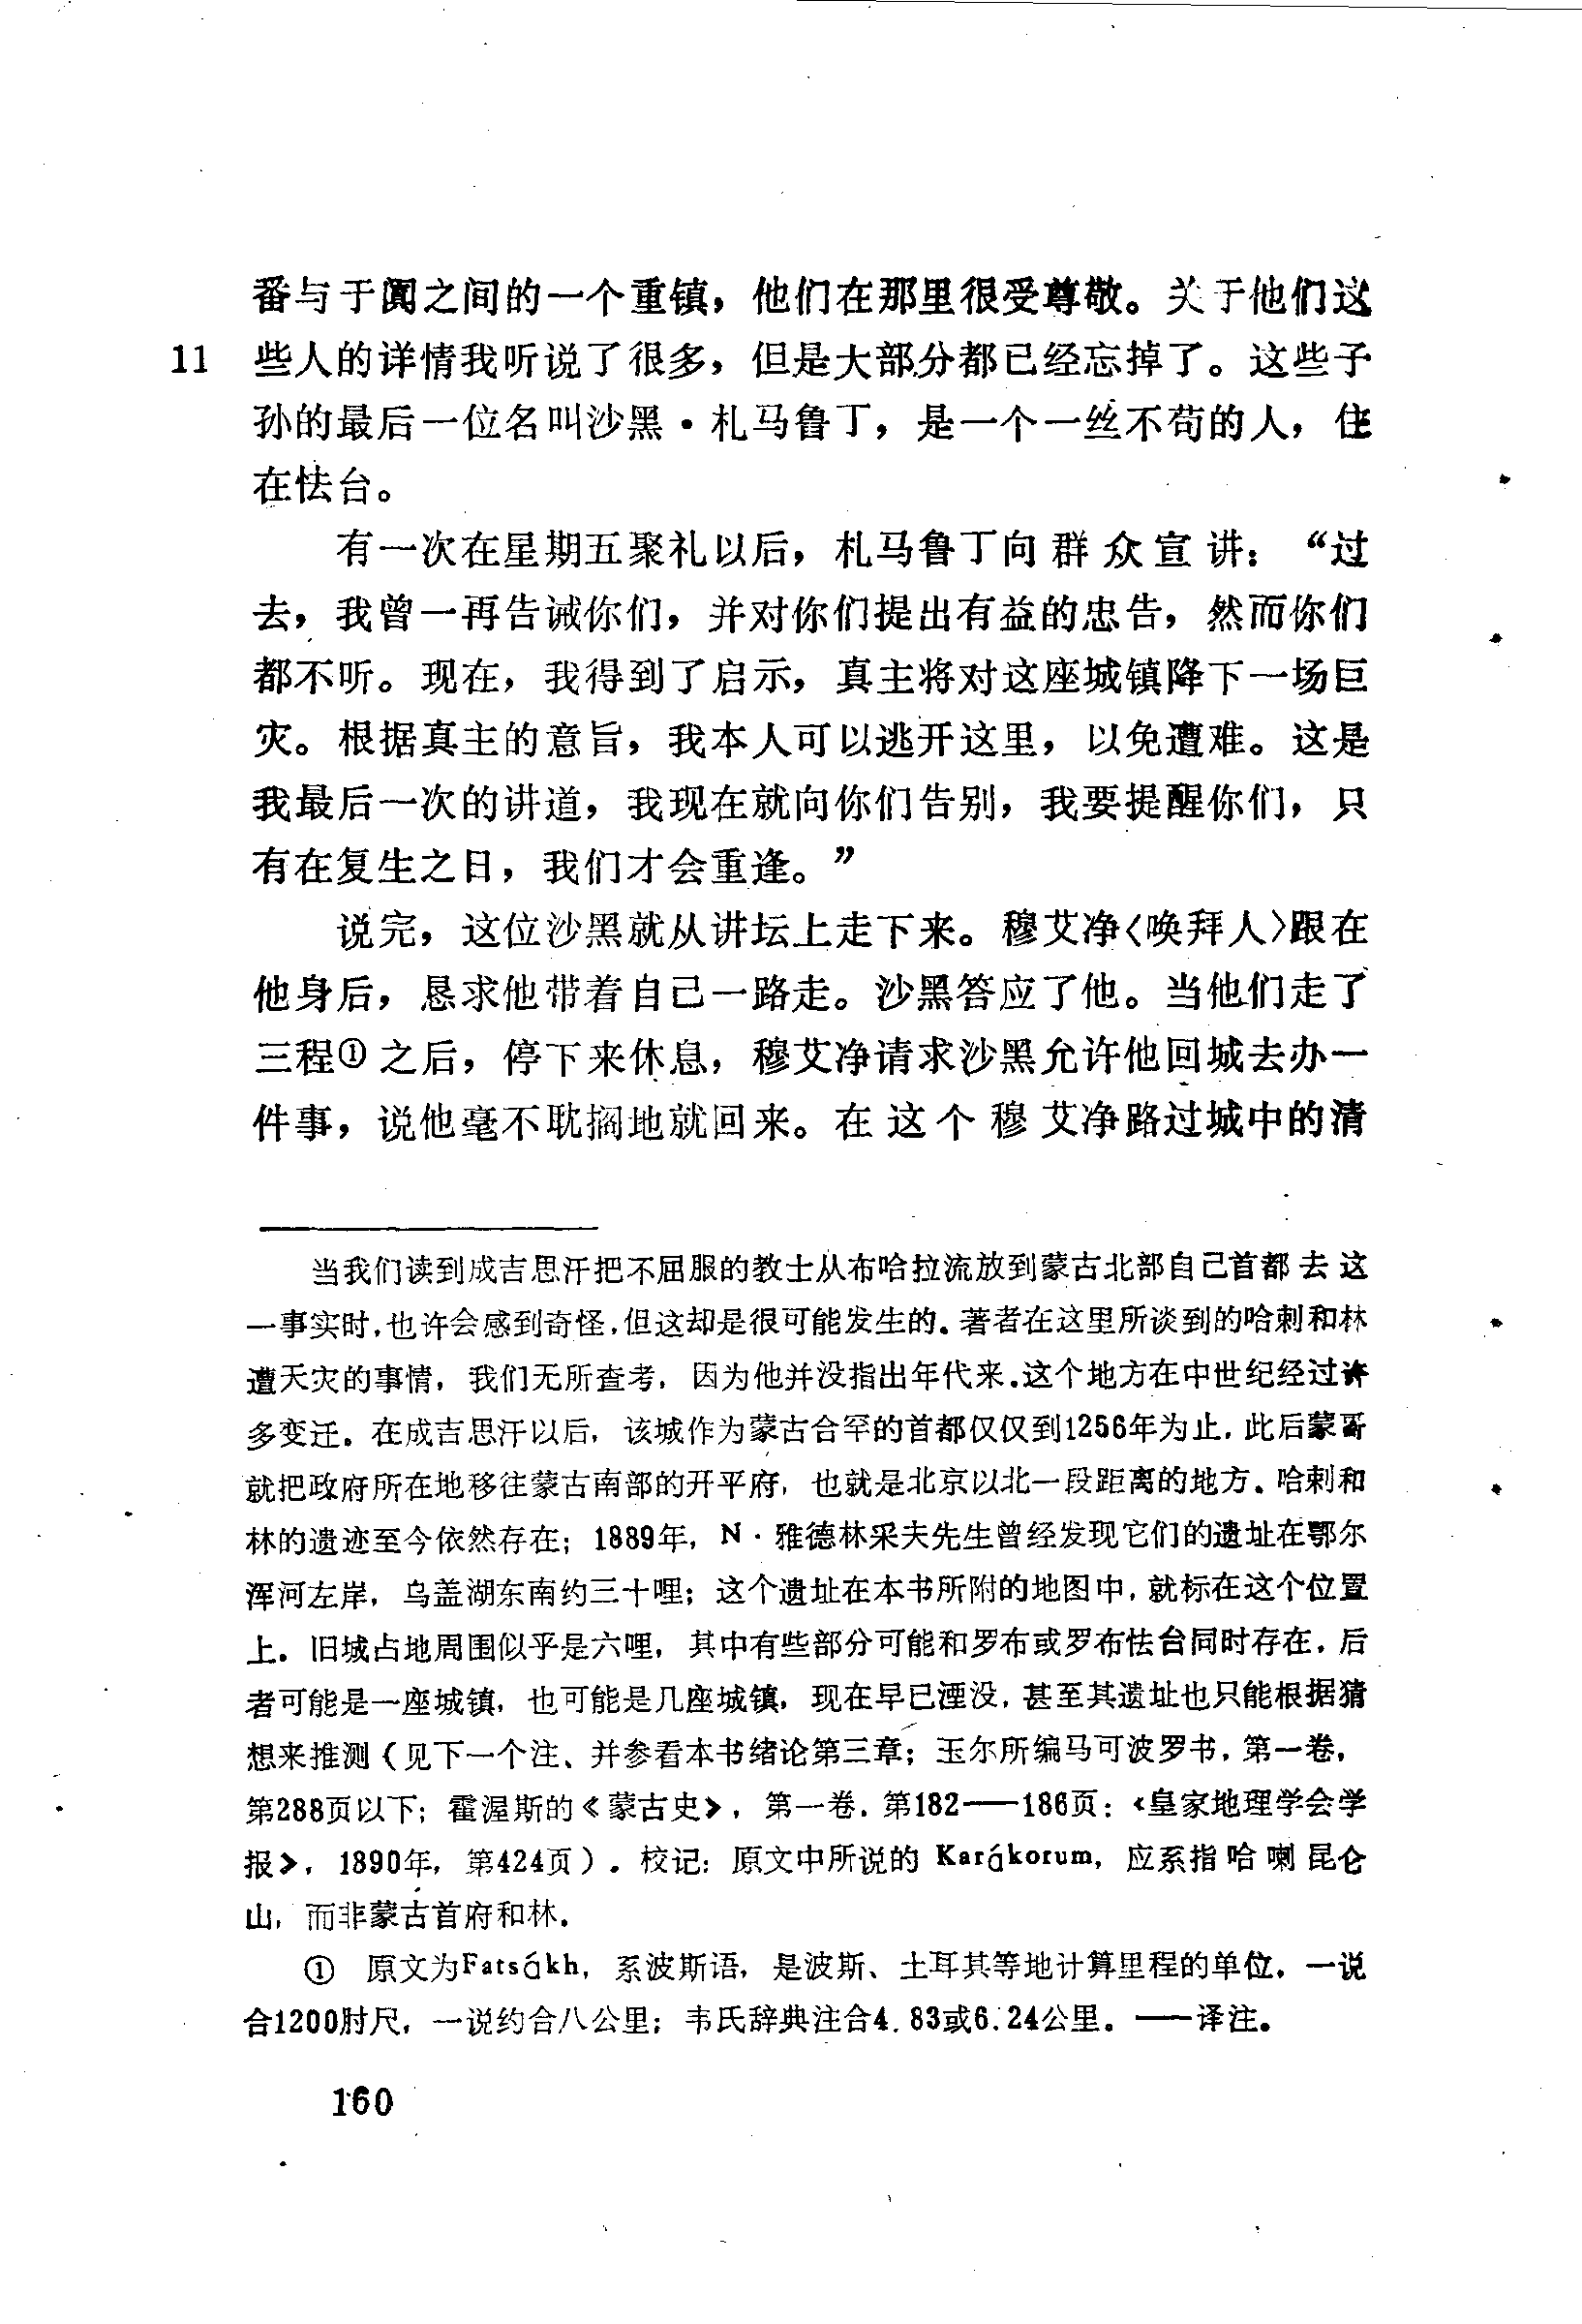 番与于阗之间的一个重镇，他们在那里很受尊敬。关于他们这
11 些人的详情我听说了很多，但是大部分都已经忘掉了。这些子
孙的最后一位名叫沙黑·札马鲁丁，是一个一丝不苟的人，住
在怯台。
有一次在星期五聚礼以后，札马鲁丁向群众宣讲：“过
去，我曾一再告诫你们，并对你们提出有益的忠告，然而你们
都不听。现在，我得到了启示，真主将对这座城镇降下一场巨
灾。根据真主的意旨，我本人可以逃开这里，以免遭难。这是
我最后一次的讲道，我现在就向你们告别，我要提醒你们，只
有在复生之日，我们才会重逢。”
说完，这位沙黑就从讲坛上走下来。穆艾净〈唤拜人〉跟在
他身后，恳求他带着自己一路走。沙黑答应了他。当他们走了
三程①之后，停下来休息，穆艾净请求沙黑允许他回城去办一
件事，说他毫不耽搁地就回来。在这个穆艾净路过城中的清
当我们读到成吉思汗把不屈服的教士从布哈拉流放到蒙古北部自己首都去这
一事实时，也许会感到奇怪，但这却是很可能发生的。著者在这里所谈到的哈剌和林
遭天灾的事情，我们无所查考，因为他并没指出年代来。这个地方在中世纪经过许
多变迁。在成吉思汗以后，该城作为蒙古合罕的首都仅仅到1256年为止，此后蒙哥
就把政府所在地移往蒙古南部的开平府，也就是北京以北一段距离的地方。哈剌和
林的遗迹至今依然存在；1889年，N·雅德林采夫先生曾经发现它们的遗址在鄂尔
浑河左岸，乌盖湖东南约三十哩；这个遗址在本书所附的地图中，就标在这个位置
上。旧城占地周围似乎是六哩，其中有些部分可能和罗布或罗布怯台同时存在，后
者可能是一座城镇，也可能是几座城镇，现在早已湮没，甚至其遗址也只能根据猜
想来推测（见下一个注、并参看本书绪论第三章；玉尔所编马可波罗书，第一卷，
第288页以下；霍渥斯的《蒙古史》，第一卷，第182——186页：《皇家地理学会学
报》，1890年，第424页）。校记：原文中所说的 Karákorum，应系指哈喇昆仑
山，而非蒙古首府和林。
① 原文为Fatsákh，系波斯语，是波斯、土耳其等地计算里程的单位，一说
合1200肘尺，一说约合八公里；韦氏辞典注合4.83或6.24公里。——译注。
160